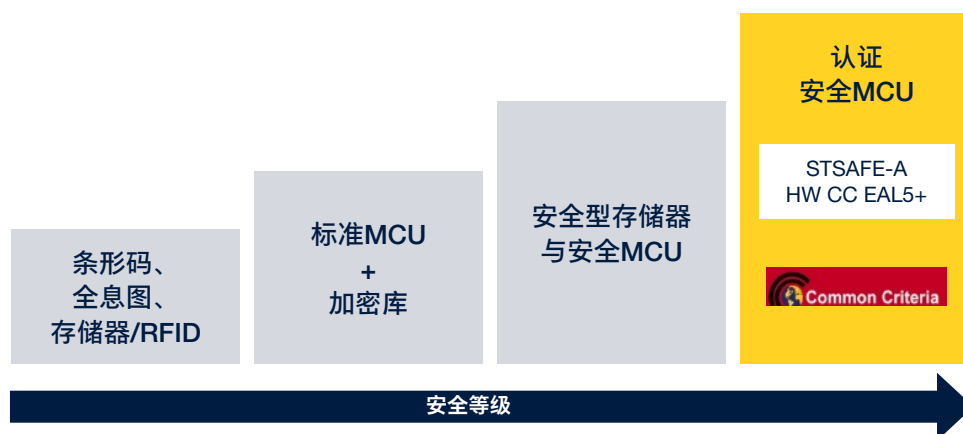 条形码、
全息图、
存储器/RFID
标准MCU
+
加密库
安全型存储器
与安全MCU
认证
安全MCU
STSAFE-A
HW CC EAL5+
Common Criteria
安全等级